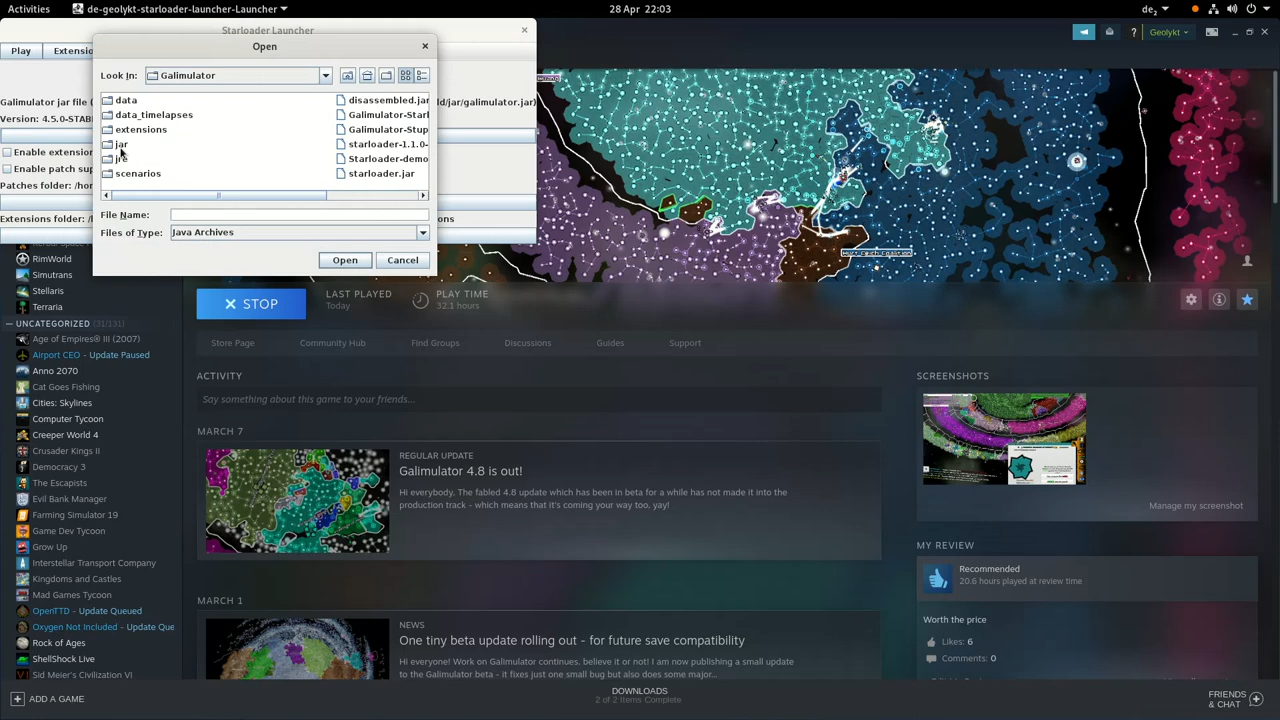 Activities
de-geolykt-starloader-launcher-Launcher
28 Apr 22:03
de₂
Starloader Launcher
Play
Extensio
Galimulator jar file (
ld/jar/galimulator.jar)
Version: 4.5.0-STAB
Enable extension
Enable patch sup
Patches folder: /hor
Extensions folder: /h
ons
Open
Look In:
Galimulator
data
data_timelapses
extensions
jar
jre
scenarios
disassembled.jar
Galimulator-Starl
Galimulator-Stup
starloader-1.1.0-
Starloader-demo
starloader.jar
File Name:
Files of Type:
Java Archives
Open
Cancel
Geolykt
RimWorld
Simutrans
Stellaris
Terraria
UNCATEGORIZED (31/131)
Age of Empires® III (2007)
Airport CEO - Update Paused
Anno 2070
Cat Goes Fishing
Cities: Skylines
Computer Tycoon
Creeper World 4
Crusader Kings II
Democracy 3
The Escapists
Evil Bank Manager
Farming Simulator 19
Game Dev Tycoon
Grow Up
Interstellar Transport Company
Kingdoms and Castles
Mad Games Tycoon
OpenTTD - Update Queued
Oxygen Not Included - Update Que
Rock of Ages
ShellShock Live
Sid Meier's Civilization VI
ADD A GAME
STOP
LAST PLAYED
Today
PLAY TIME
32.1 hours
Store Page
Community Hub
Find Groups
Discussions
Guides
Support
ACTIVITY
Say something about this game to your friends...
MARCH 7
REGULAR UPDATE
Galimulator 4.8 is out!
Hi everybody, The fabled 4.8 update which has been in beta for a while has not made it into the
production track - which means that it's coming your way too, yay!
MARCH 1
NEWS
One tiny beta update rolling out - for future save compatibility
Hi everyone! Work on Galimulator continues, believe it or not! I am now publishing a small update
to the Galimulator beta - it fixes just one small bug but also does some more...
SCREENSHOTS
Manage my screenshot
MY REVIEW
Recommended
20.6 hours played at review time
Worth the price
Likes: 6
Comments: 0
DOWNLOADS
2 of 2 Items Complete
FRIENDS
& CHAT